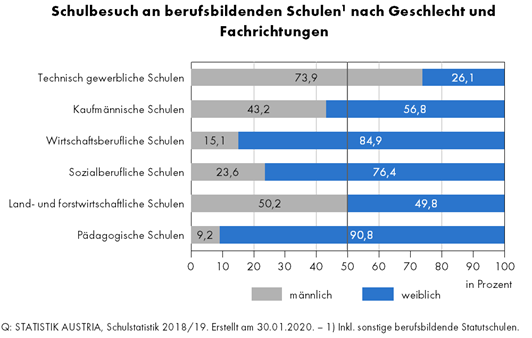 Schulbesuch an berufsbildenden Schulen¹ nach Geschlecht und
Fachrichtungen
Technisch gewerbliche Schulen 73,9 26,1
Kaufmännische Schulen 43,2 56,8
Wirtschaftsberufliche Schulen 15,1 84,9
Sozialberufliche Schulen 23,6 76,4
Land- und forstwirtschaftliche Schulen 50,2 49,8
Pädagogische Schulen 9,2 90,8
0 10 20 30 40 50 60 70 80 90 100
in Prozent
männlich weiblich
Q: STATISTIK AUSTRIA, Schulstatistik 2018/19. Erstellt am 30.01.2020. – 1) Inkl. sonstige berufsbildende Statutschulen.